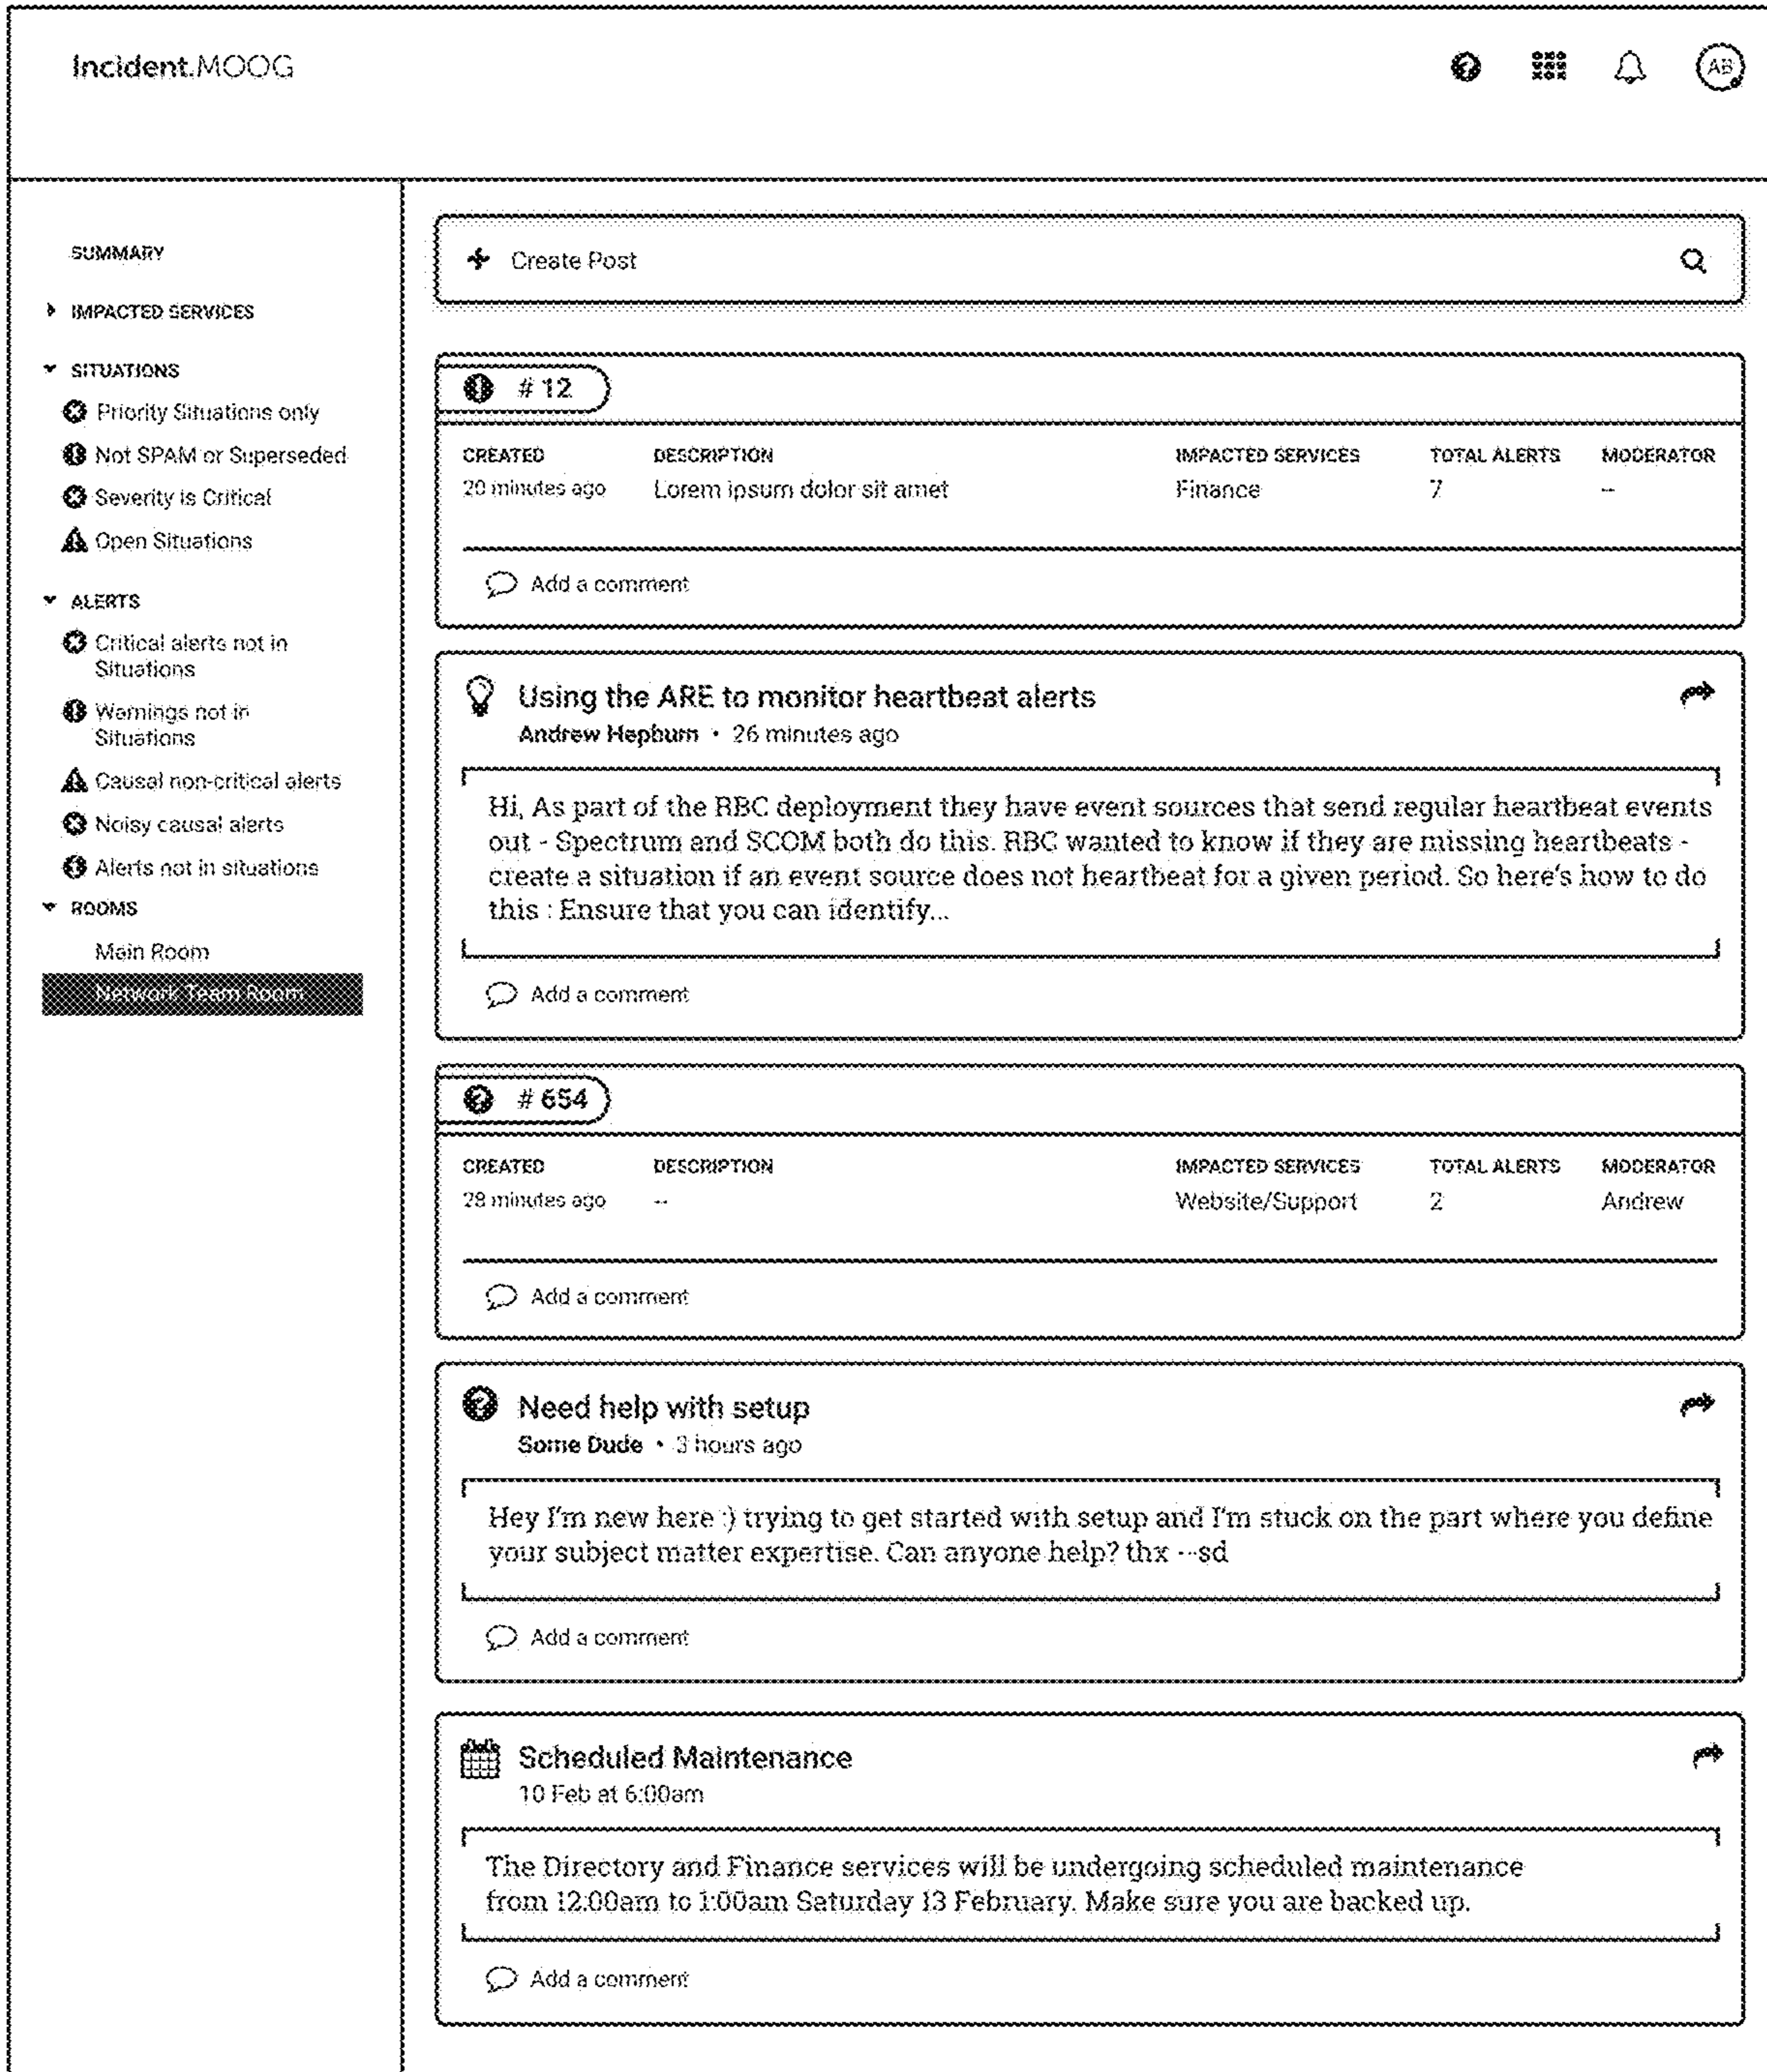 Incident.MOOG
AB
SUMMARY
IMPACTED SERVICES
SITUATIONS
Priority Situations only
Not SPAM or Superseded
Severity is Critical
Open Situations
ALERTS
Critical alerts not in
Situations
Warnings not in
Situations
Causal non-critical alerts
Noisy causal alerts
Alerts not in situations
ROOMS
Main Room
Network Team Room
Create Post
# 12
CREATED DESCRIPTION IMPACTED SERVICES TOTAL ALERTS MODERATOR
20 minutes ago Lorem ipsum dolor sit amet Finance 7 --
Add a comment
Using the ARE to monitor heartbeat alerts
Andrew Hepburn • 26 minutes ago
Hi, As part of the RBC deployment they have event sources that send regular heartbeat events
out - Spectrum and SCOM both do this. RBC wanted to know if they are missing heartbeats -
create a situation if an event source does not heartbeat for a given period. So here's how to do
this : Ensure that you can identify...
Add a comment
# 654
CREATED DESCRIPTION IMPACTED SERVICES TOTAL ALERTS MODERATOR
28 minutes ago -- Website/Support 2 Andrew
Add a comment
Need help with setup
Some Dude • 3 hours ago
Hey I'm new here :) trying to get started with setup and I'm stuck on the part where you define
your subject matter expertise. Can anyone help? thx --sd
Add a comment
Scheduled Maintenance
10 Feb at 6:00am
The Directory and Finance services will be undergoing scheduled maintenance
from 12:00am to 1:00am Saturday 13 February. Make sure you are backed up.
Add a comment